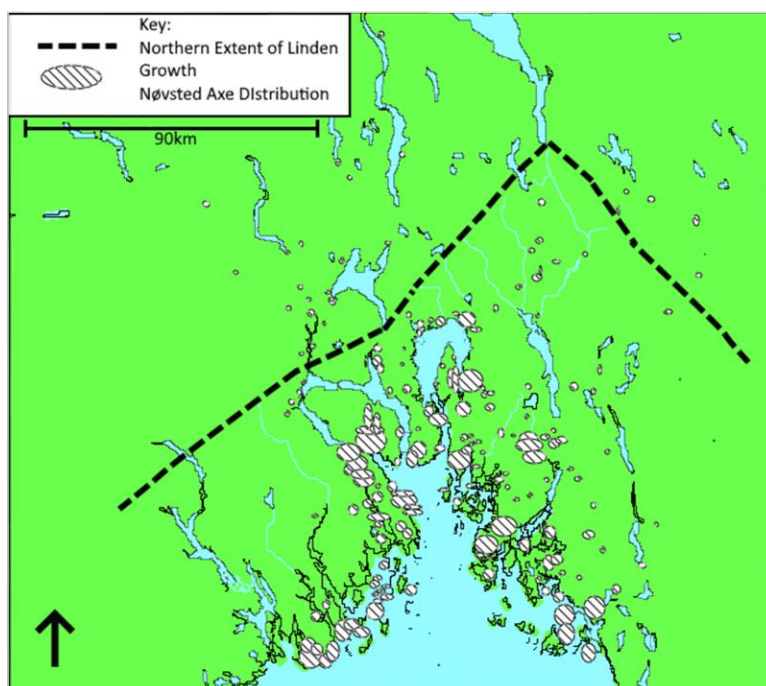 Key:
Northern Extent of Linden
Growth
Nøvsted Axe DIstribution
90km